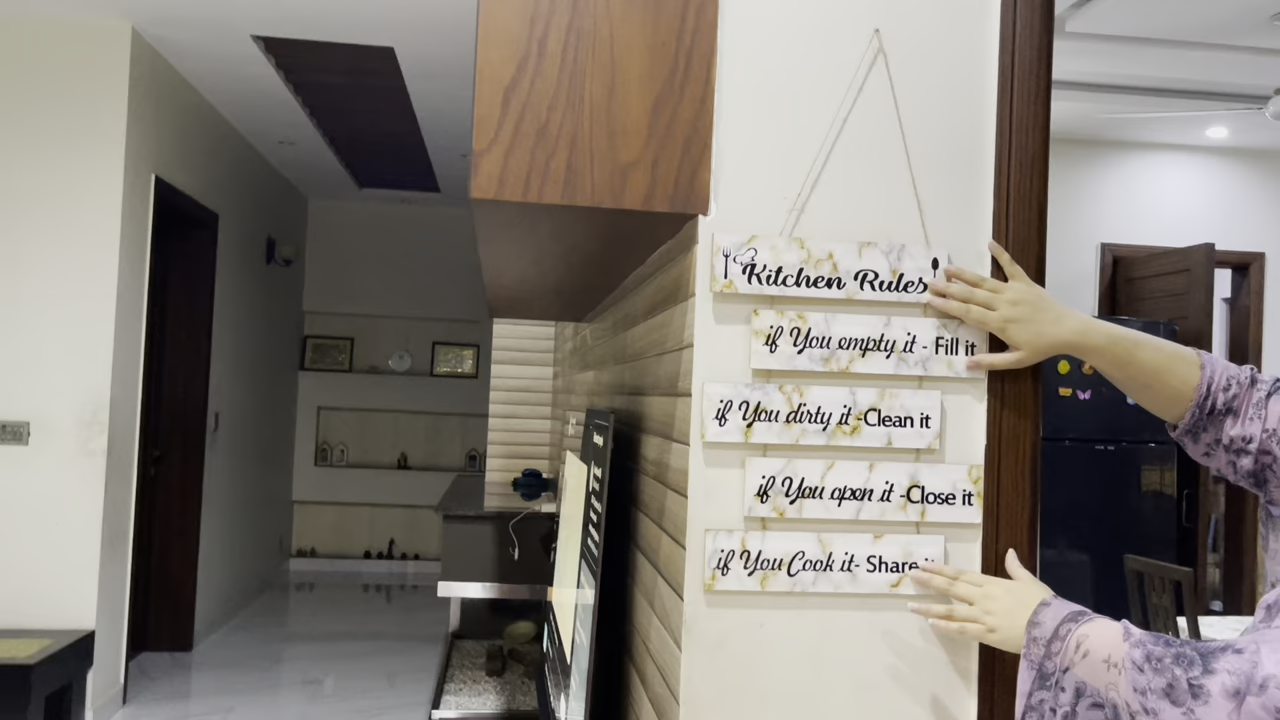 Kitchen Rules
if You empty it - Fill it
if You dirty it -Clean it
if You open it -Close it
if You Cook it- Share